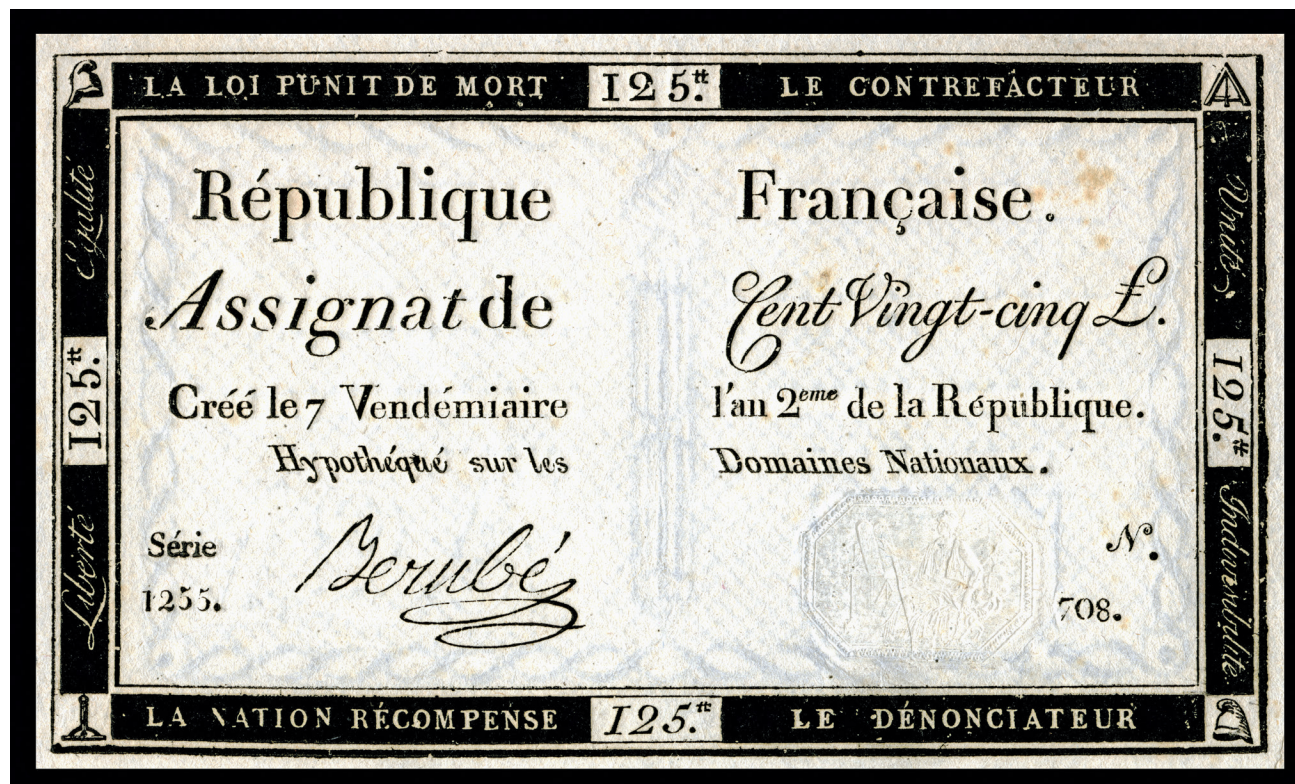 LA LOI PUNIT DE MORT 125.₶ LE CONTREFACTEUR
Égalité
125.₶
Liberté
République Française.
Assignat de Cent Vingt-cinq ₤.
Créé le 7 Vendémiaire l'an 2eme de la République.
Hypothéqué sur les Domaines Nationaux.
Série
1255.
Berubé
N.
708.
Unité,
125.₶
Indivisibilité.
LA NATION RÉCOMPENSE 125.₶ LE DÉNONCIATEUR